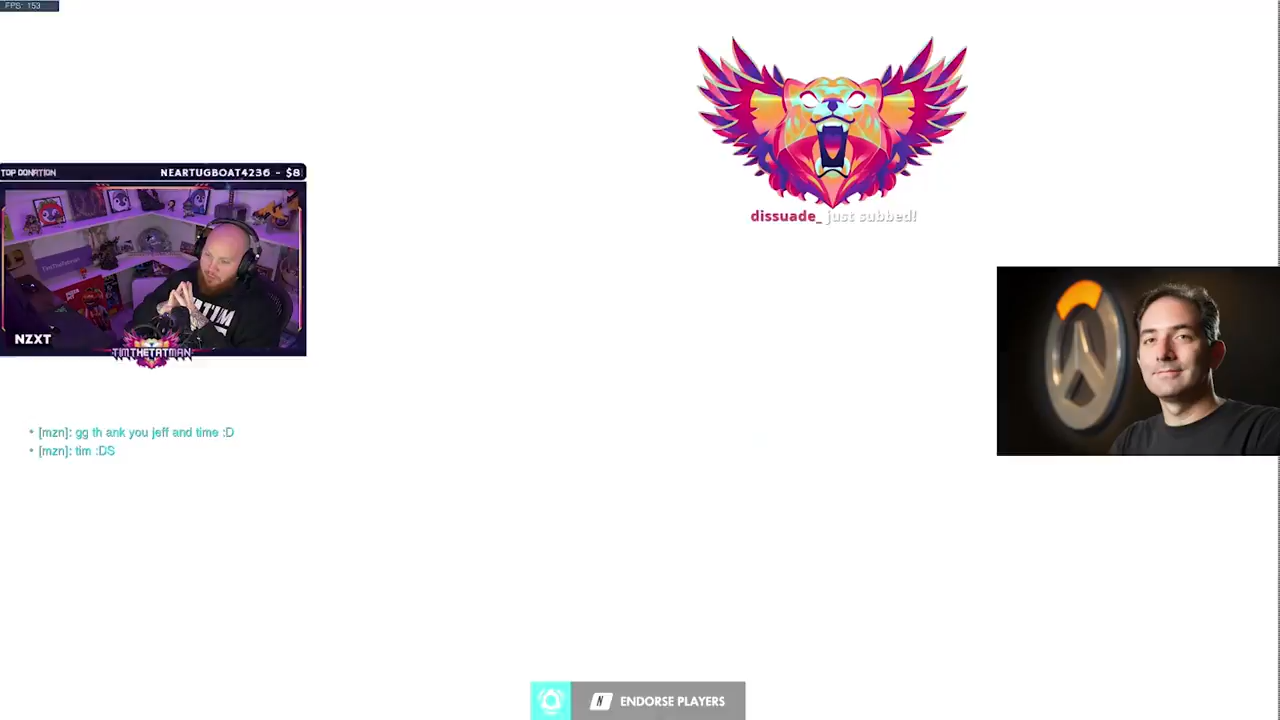 FPS: 153
dissuade_ just subbed!
TOP DONATION NEARTUGBOAT4236 - $8
TimTheTatman
NZXT
TIMTHETATMAN
• [mzn]: gg th ank you jeff and time :D
• [mzn]: tim :DS
N ENDORSE PLAYERS